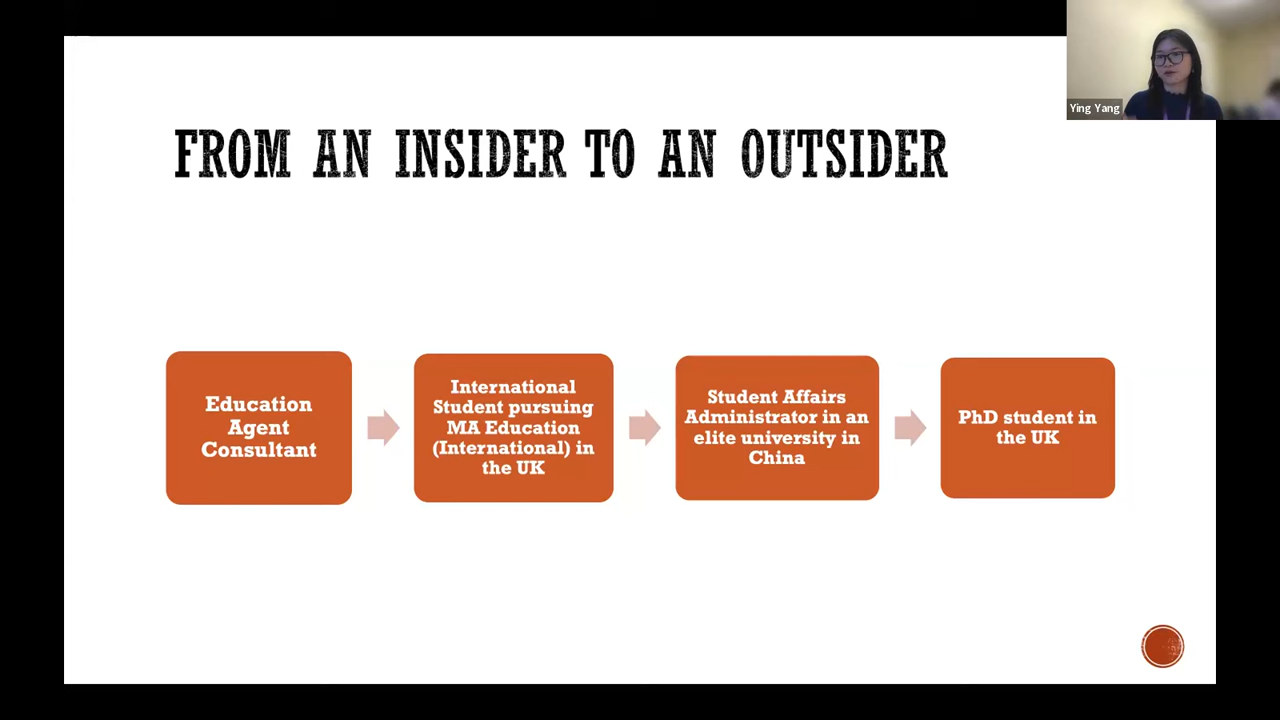 Ying Yang
FROM AN INSIDER TO AN OUTSIDER
Education
Agent
Consultant
International
Student pursuing
MA Education
(International) in
the UK
Student Affairs
Administrator in an
elite university in
China
PhD student in
the UK